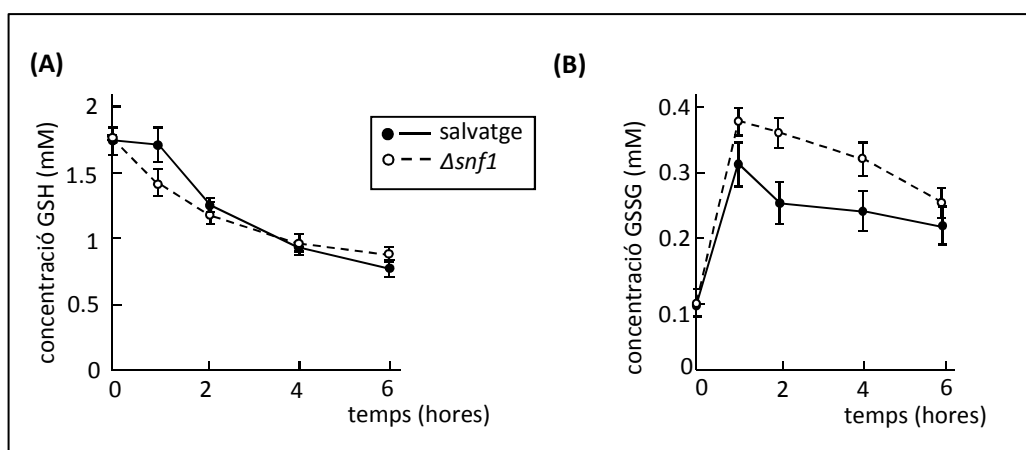 (A)
concentració GSH (mM)
2
1.5
1
0.5
0
0 2 4 6
temps (hores)
salvatge
Δsnf1
(B)
concentració GSSG (mM)
0.4
0.3
0.2
0.1
0
0 2 4 6
temps (hores)